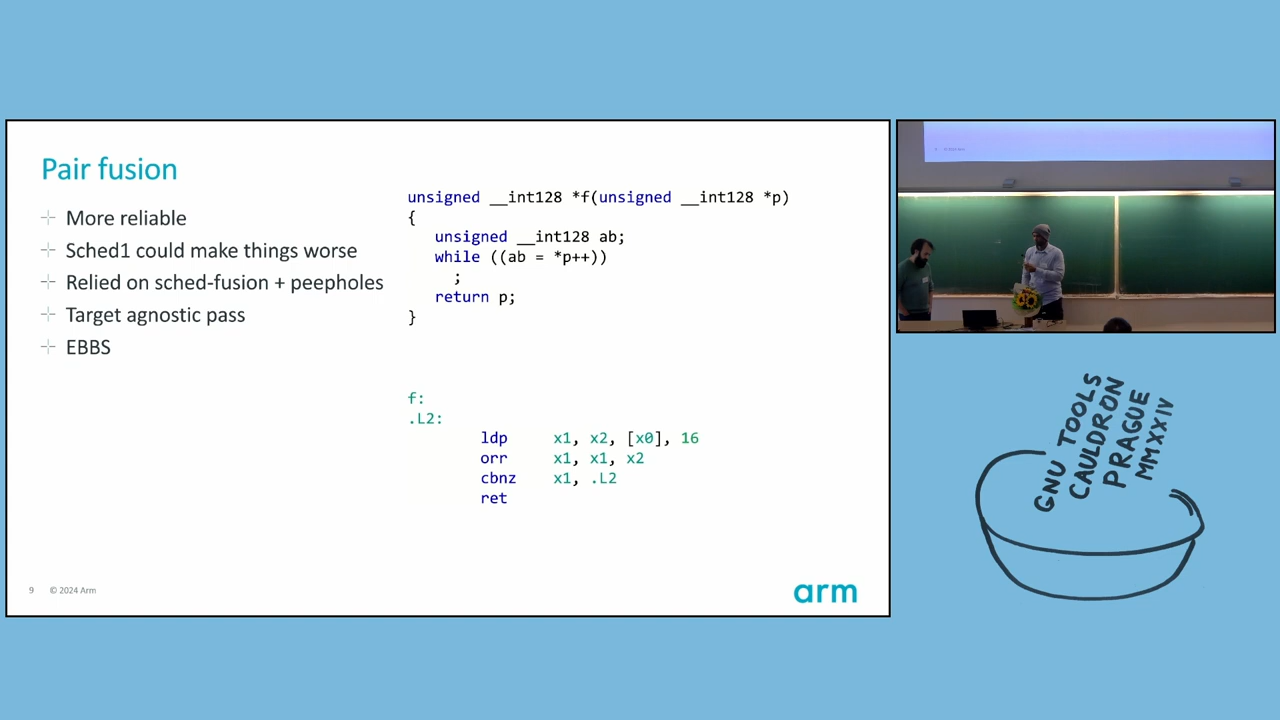 Pair fusion
More reliable
Sched1 could make things worse
Relied on sched-fusion + peepholes
Target agnostic pass
EBBS
unsigned __int128 *f(unsigned __int128 *p)
{
unsigned __int128 ab;
while ((ab = *p++))
;
return p;
}
f:
.L2:
ldp x1, x2, [x0], 16
orr x1, x1, x2
cbnz x1, .L2
ret
9 © 2024 Arm
arm
GNU TOOLS
CAULDRON
PRAGUE
MMXXIV